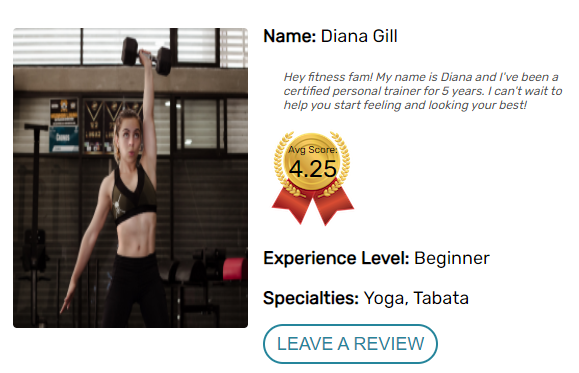 Name: Diana Gill
Hey fitness fam! My name is Diana and I've been a
certified personal trainer for 5 years. I can't wait to
help you start feeling and looking your best!
Avg Score:
4.25
Experience Level: Beginner
Specialties: Yoga, Tabata
LEAVE A REVIEW